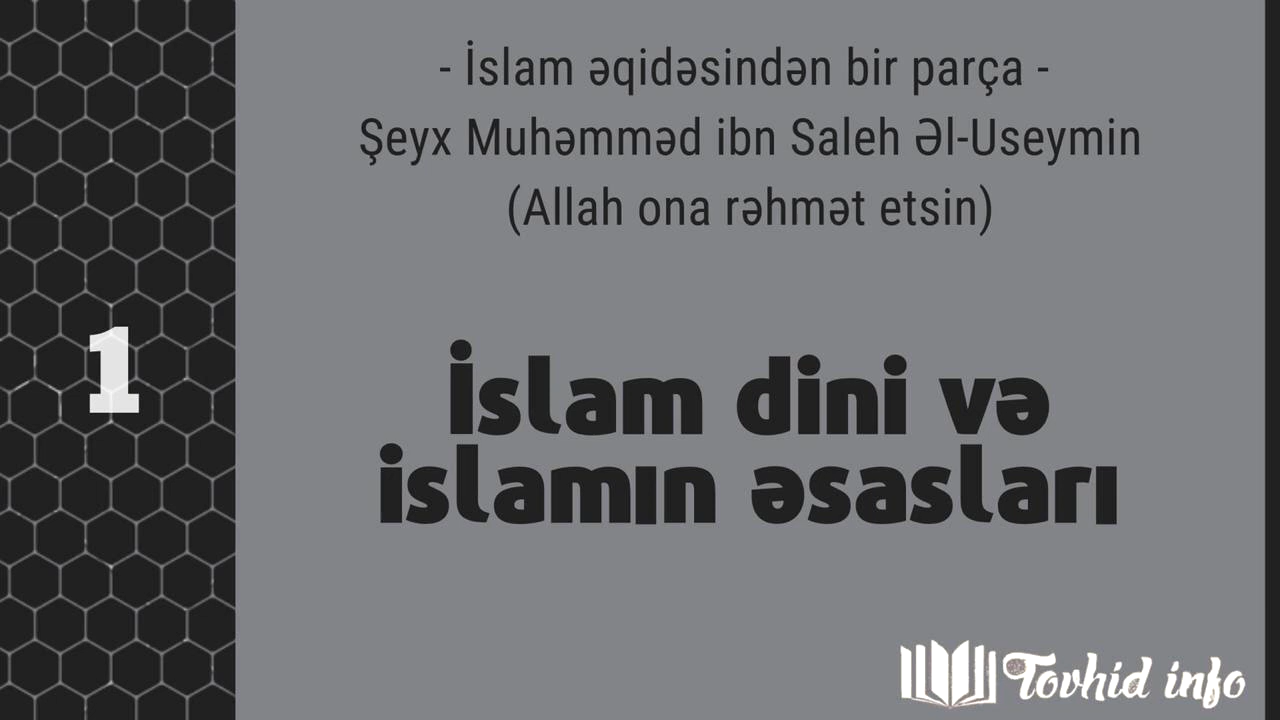 - İslam əqidəsindən bir parça -
Şeyx Muhəmməd ibn Saleh Əl-Useymin
(Allah ona rəhmət etsin)
1
İslam dini və
islamın əsasları
Tovhid info